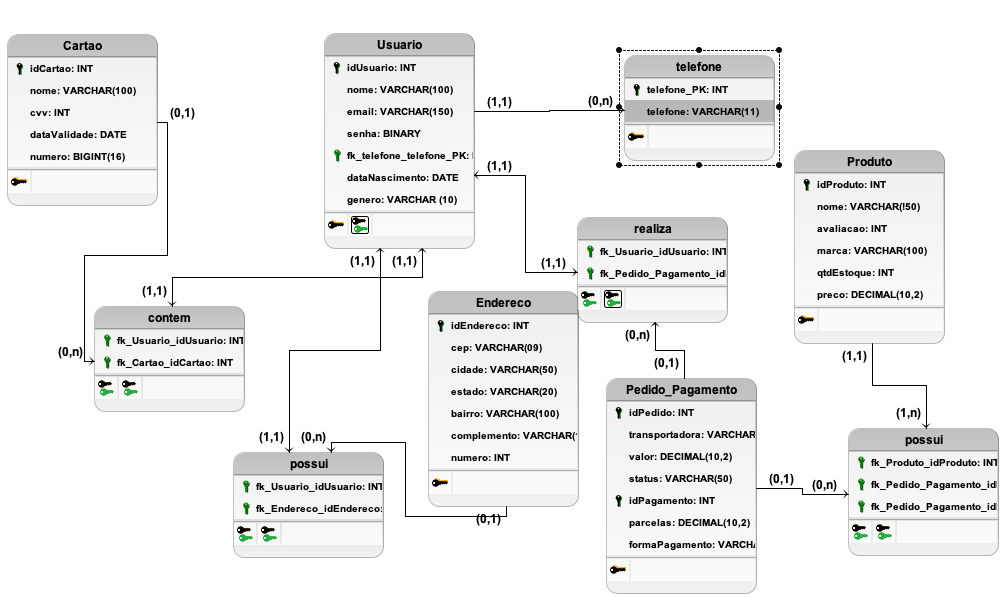 Cartao
idCartao: INT
nome: VARCHAR(100)
cvv: INT
dataValidade: DATE
numero: BIGINT(16)
(0,1)
Usuario
idUsuario: INT
nome: VARCHAR(100)
email: VARCHAR(150)
senha: BINARY
fk_telefone_telefone_PK:
dataNascimento: DATE
genero: VARCHAR (10)
(1,1)
(0,n)
telefone
telefone_PK: INT
telefone: VARCHAR(11)
(1,1)
(1,1)
realiza
fk_Usuario_idUsuario: INT
fk_Pedido_Pagamento_id
(0,n)
(0,1)
Produto
idProduto: INT
nome: VARCHAR(!50)
avaliacao: INT
marca: VARCHAR(100)
qtdEstoque: INT
preco: DECIMAL(10,2)
(1,1)
(1,n)
(1,1)
(1,1)
(1,1)
contem
fk_Usuario_idUsuario: INT
fk_Cartao_idCartao: INT
(0,n)
Endereco
idEndereco: INT
cep: VARCHAR(09)
cidade: VARCHAR(50)
estado: VARCHAR(20)
bairro: VARCHAR(100)
complemento: VARCHAR(
numero: INT
(0,1)
(1,1)
(0,n)
possui
fk_Usuario_idUsuario: INT
fk_Endereco_idEndereco:
Pedido_Pagamento
idPedido: INT
transportadora: VARCHAR
valor: DECIMAL(10,2)
status: VARCHAR(50)
idPagamento: INT
parcelas: DECIMAL(10,2)
formaPagamento: VARCHA
(0,1)
(0,n)
possui
fk_Produto_idProduto: INT
fk_Pedido_Pagamento_id
fk_Pedido_Pagamento_id